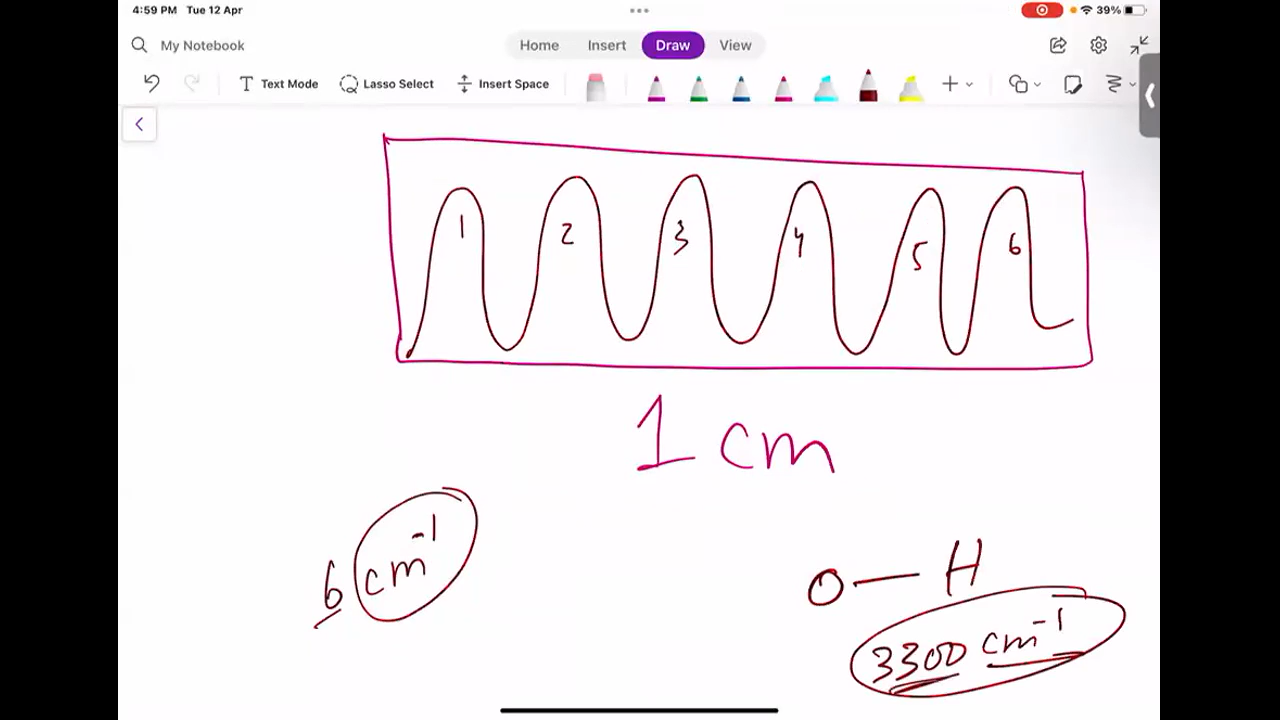 4:59 PM Tue 12 Apr
39%
My Notebook
Home Insert Draw View
Text Mode Lasso Select Insert Space
1 2 3 4 5 6
1 cm
6 cm⁻¹
O — H
3300 cm⁻¹